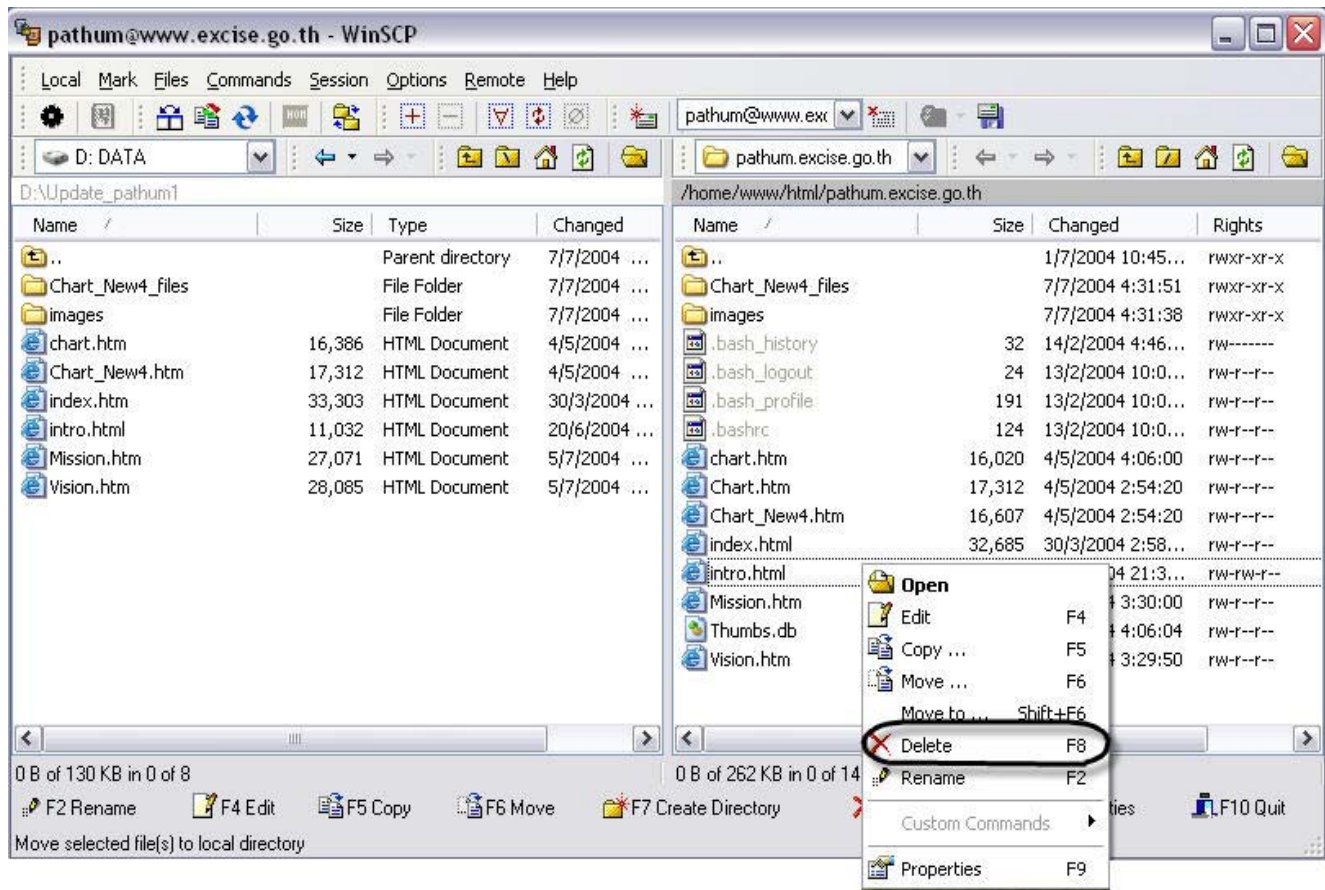 pathum@www.excise.go.th - WinSCP
Local Mark Files Commands Session Options Remote Help
pathum@www.exc
D: DATA
pathum.excise.go.th
D:\Update_pathum1
/home/www/html/pathum.excise.go.th
Name Size Type Changed
.. Parent directory 7/7/2004 ...
Chart_New4_files File Folder 7/7/2004 ...
images File Folder 7/7/2004 ...
chart.htm 16,386 HTML Document 4/5/2004 ...
Chart_New4.htm 17,312 HTML Document 4/5/2004 ...
index.htm 33,303 HTML Document 30/3/2004 ...
intro.html 11,032 HTML Document 20/6/2004 ...
Mission.htm 27,071 HTML Document 5/7/2004 ...
Vision.htm 28,085 HTML Document 5/7/2004 ...
Name Size Changed Rights
.. 1/7/2004 10:45... rwxr-xr-x
Chart_New4_files 7/7/2004 4:31:51 rwxr-xr-x
images 7/7/2004 4:31:38 rwxr-xr-x
.bash_history 32 14/2/2004 4:46... rw-------
.bash_logout 24 13/2/2004 10:0... rw-r--r--
.bash_profile 191 13/2/2004 10:0... rw-r--r--
.bashrc 124 13/2/2004 10:0... rw-r--r--
chart.htm 16,020 4/5/2004 4:06:00 rw-r--r--
Chart.htm 17,312 4/5/2004 2:54:20 rw-r--r--
Chart_New4.htm 16,607 4/5/2004 2:54:20 rw-r--r--
index.html 32,685 30/3/2004 2:58... rw-r--r--
intro.html 21:3... rw-rw-r--
Mission.htm 3:30:00 rw-r--r--
Thumbs.db 4:06:04 rw-r--r--
Vision.htm 3:29:50 rw-r--r--
Open
Edit F4
Copy ... F5
Move ... F6
Move to ... Shift+F6
Delete F8
Rename F2
Custom Commands
Properties F9
0 B of 130 KB in 0 of 8
0 B of 262 KB in 0 of 14
F2 Rename F4 Edit F5 Copy F6 Move F7 Create Directory F10 Quit
Move selected file(s) to local directory